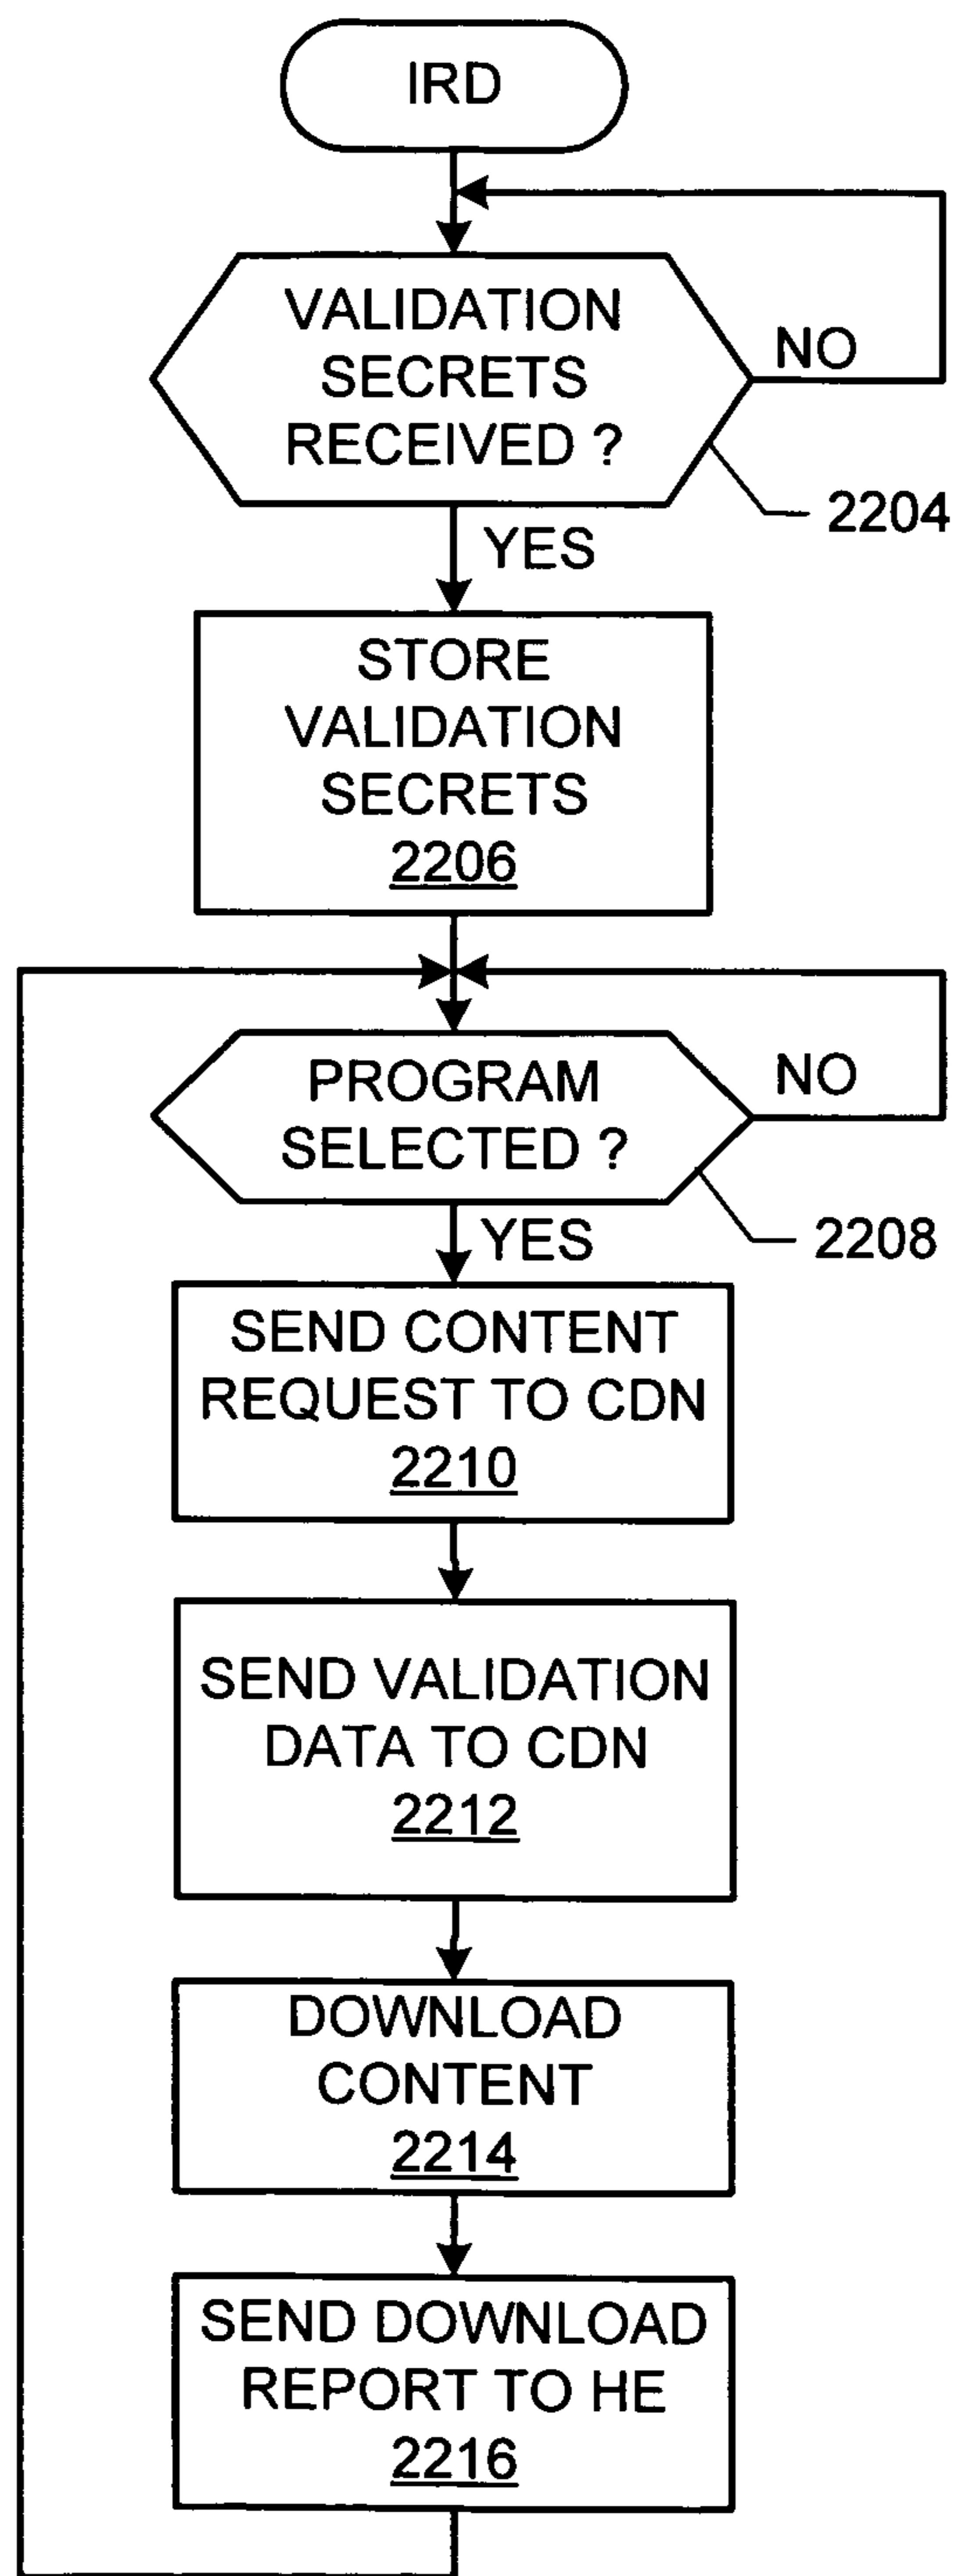 IRD
VALIDATION
SECRETS
RECEIVED ?
NO
2204
YES
STORE
VALIDATION
SECRETS
2206
PROGRAM
SELECTED ?
NO
2208
YES
SEND CONTENT
REQUEST TO CDN
2210
SEND VALIDATION
DATA TO CDN
2212
DOWNLOAD
CONTENT
2214
SEND DOWNLOAD
REPORT TO HE
2216